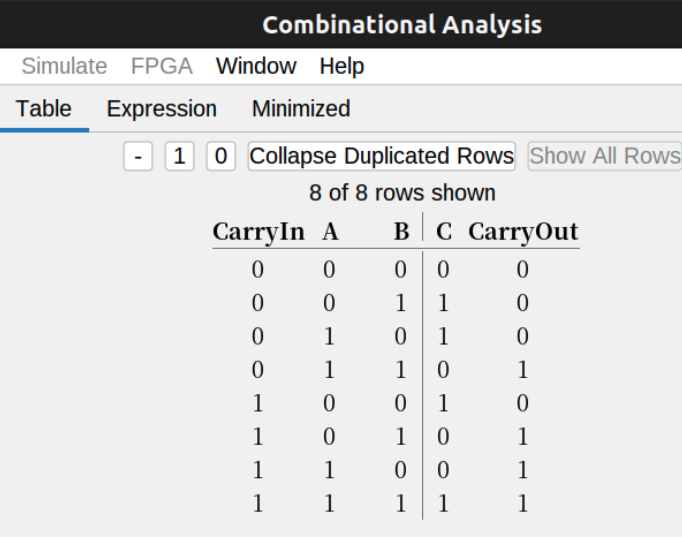 Combinational Analysis
Simulate FPGA Window Help
Table Expression Minimized
- 1 0 Collapse Duplicated Rows Show All Rows
8 of 8 rows shown
CarryIn A B C CarryOut
0 0 0 0 0
0 0 1 1 0
0 1 0 1 0
0 1 1 0 1
1 0 0 1 0
1 0 1 0 1
1 1 0 0 1
1 1 1 1 1